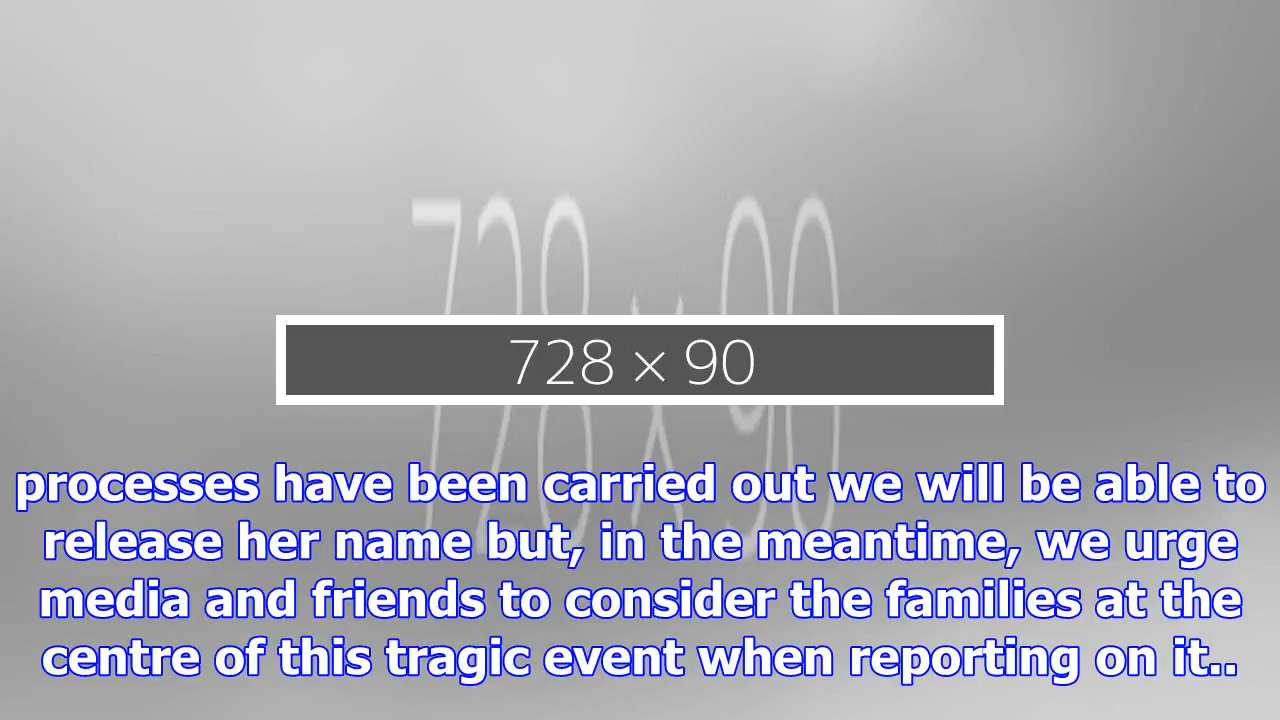 728 × 90
728 × 90
processes have been carried out we will be able to
release her name but, in the meantime, we urge
media and friends to consider the families at the
centre of this tragic event when reporting on it..